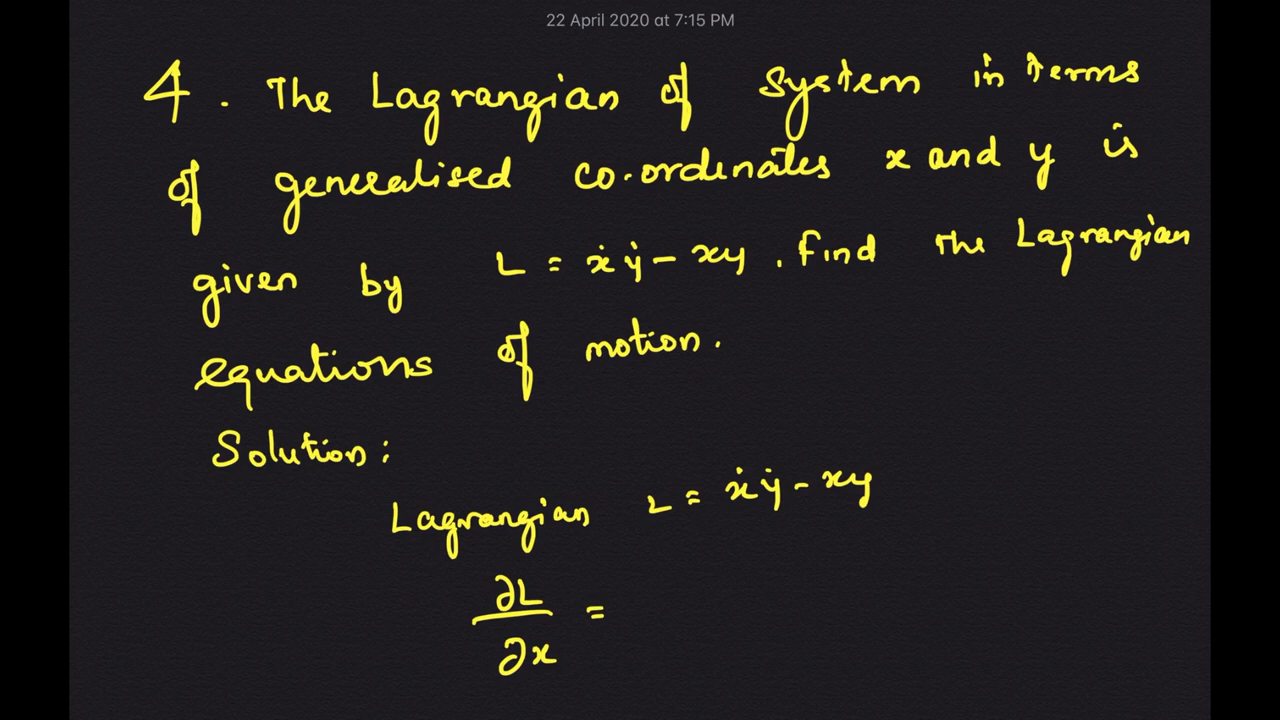 22 April 2020 at 7:15 PM
4. The Lagrangian of system in terms
of generalised co-ordinates x and y is
given by L = ẋẏ - xy. Find the Lagrangian
equations of motion.
Solution:
Lagrangian L = ẋẏ - xy
∂L/∂x =